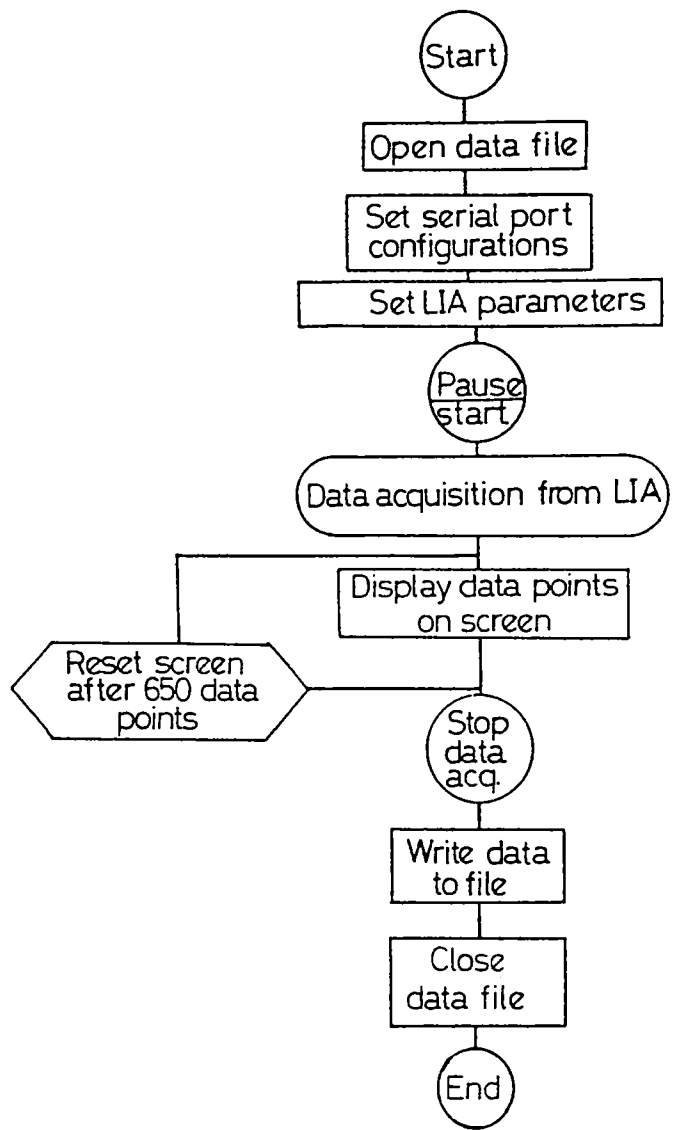 Start
Open data file
Set serial port
configurations
Set LIA parameters
Pause
start
Data acquisition from LIA
Display data points
on screen
Reset screen
after 650 data
points
Stop
data
acq.
Write data
to file
Close
data file
End